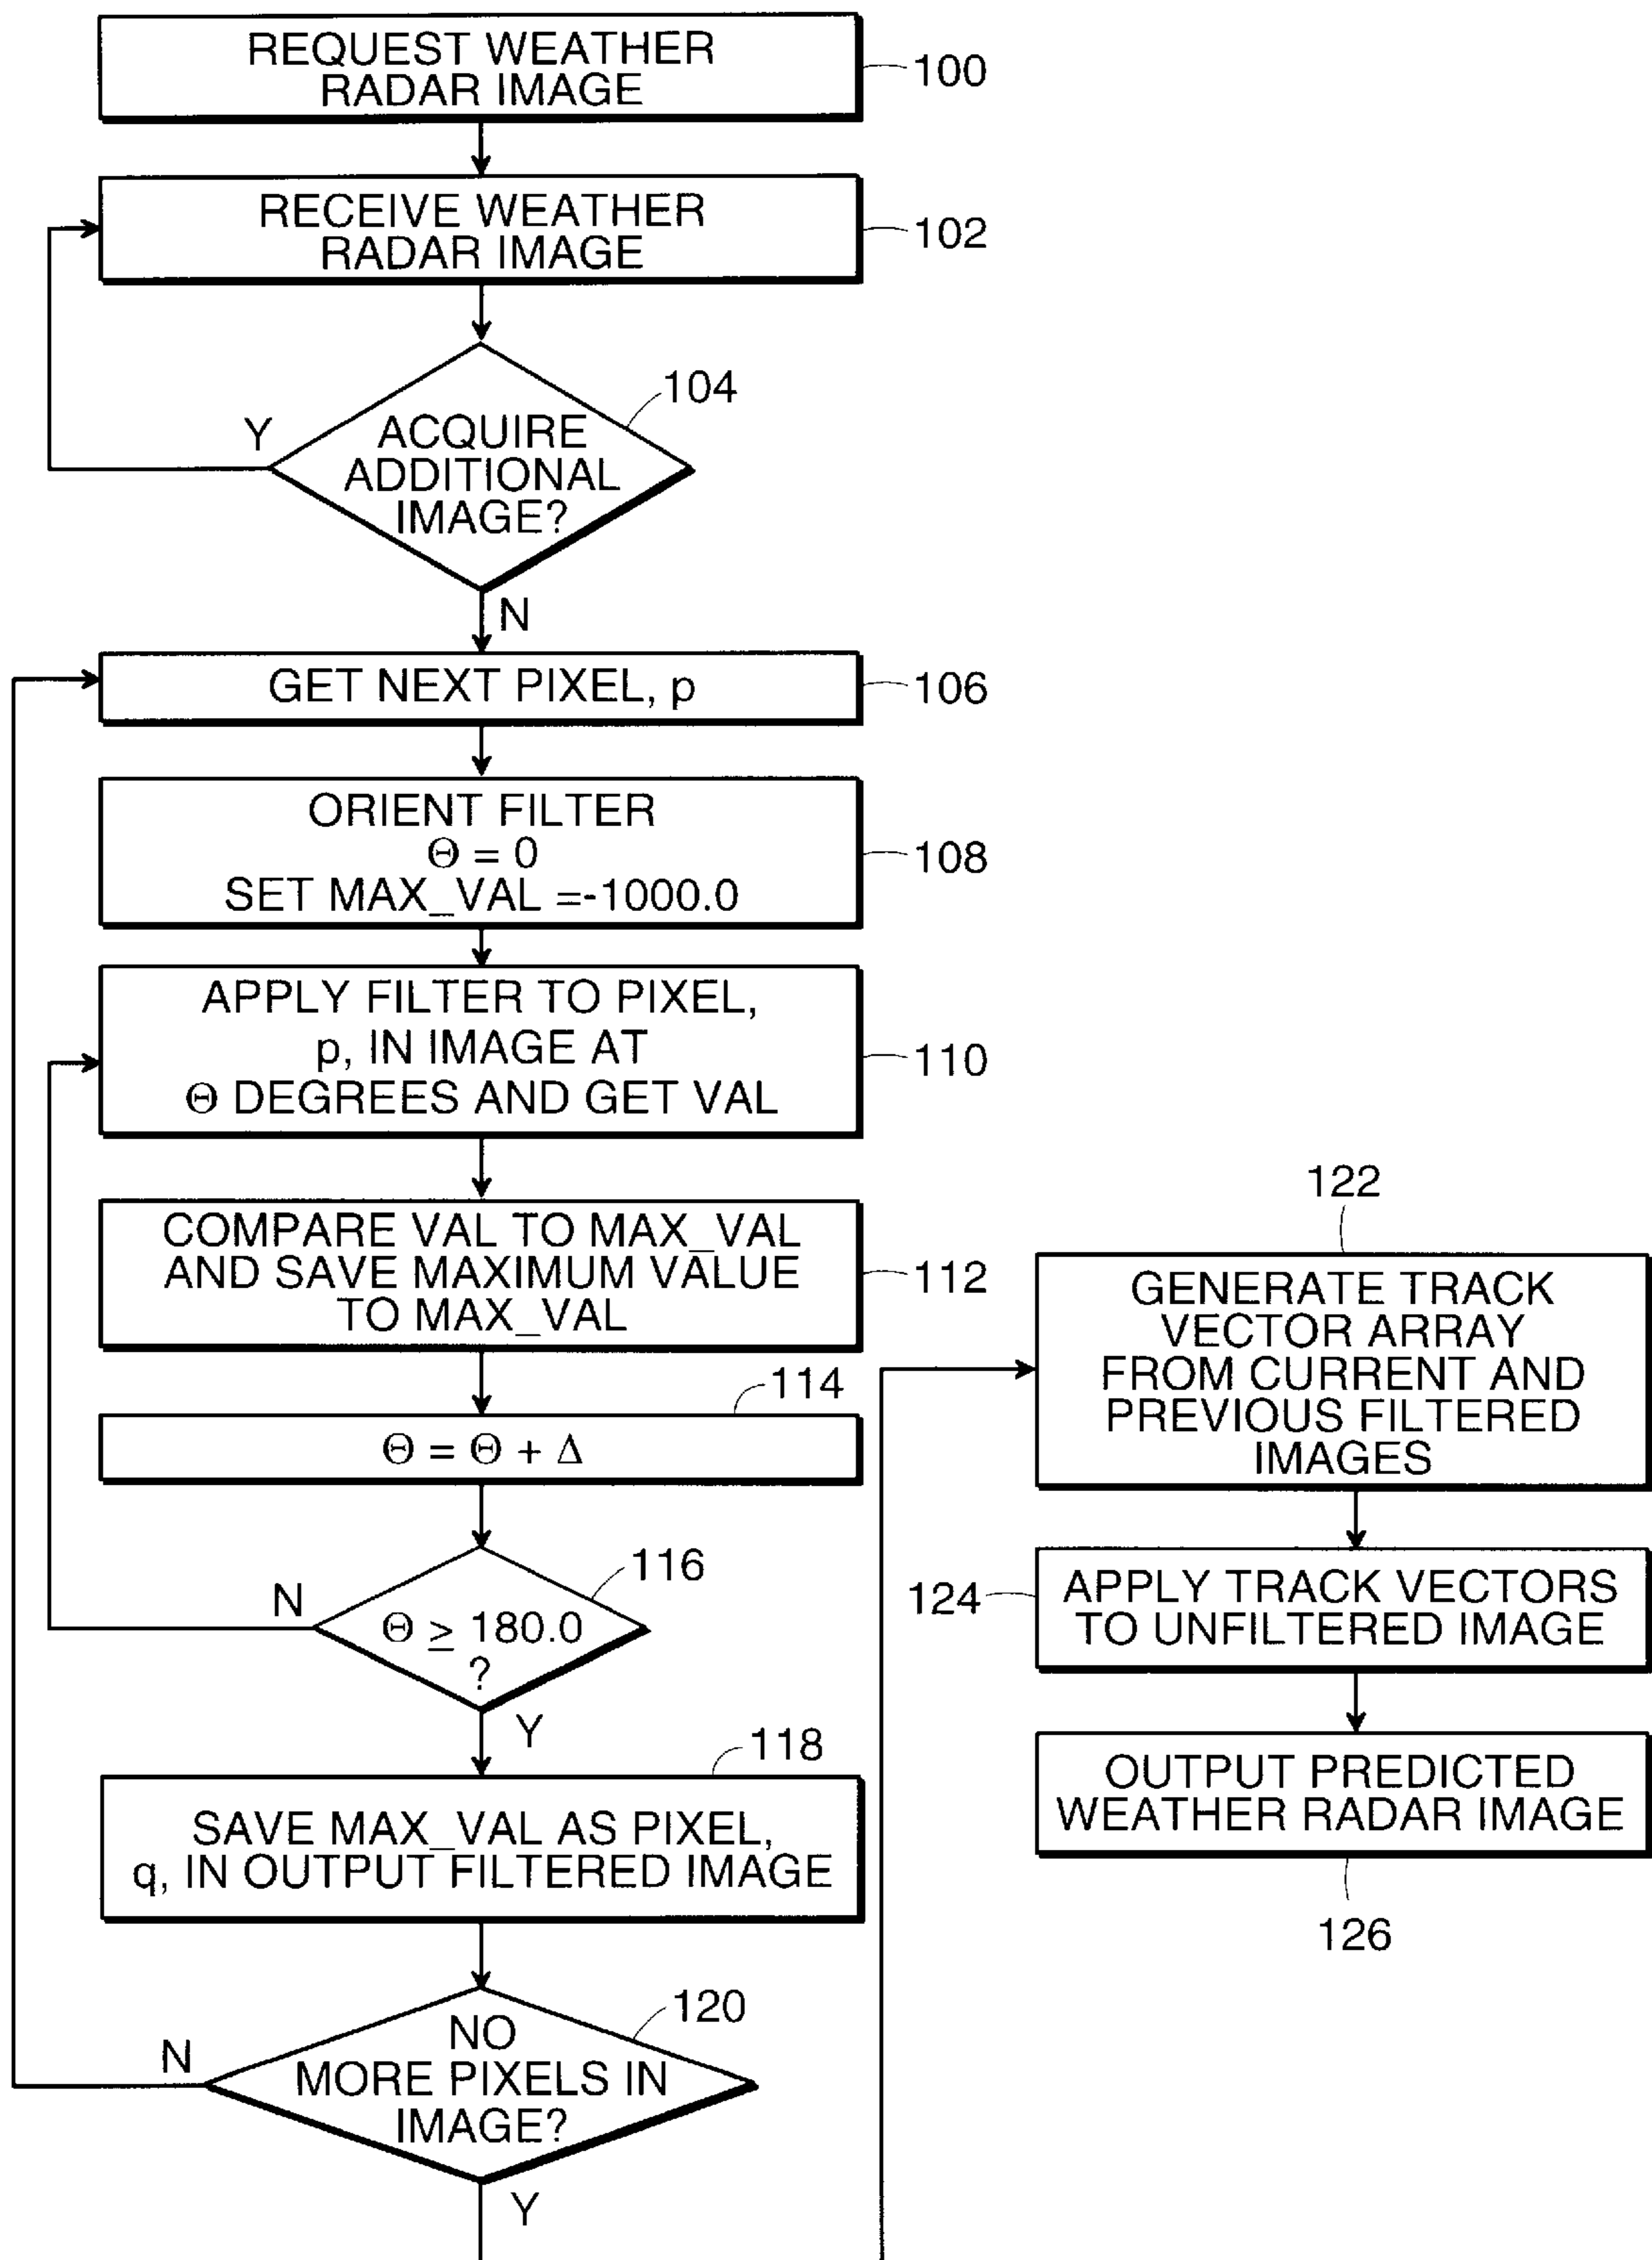 REQUEST WEATHER
RADAR IMAGE
100
RECEIVE WEATHER
RADAR IMAGE
102
104
Y
ACQUIRE
ADDITIONAL
IMAGE?
N
GET NEXT PIXEL, p
106
ORIENT FILTER
Θ = 0
SET MAX_VAL =-1000.0
108
APPLY FILTER TO PIXEL,
p, IN IMAGE AT
Θ DEGREES AND GET VAL
110
COMPARE VAL TO MAX_VAL
AND SAVE MAXIMUM VALUE
TO MAX_VAL
112
114
Θ = Θ + Δ
116
N
Θ ≥ 180.0
?
Y
118
SAVE MAX_VAL AS PIXEL,
q, IN OUTPUT FILTERED IMAGE
120
N
NO
MORE PIXELS IN
IMAGE?
Y
122
GENERATE TRACK
VECTOR ARRAY
FROM CURRENT AND
PREVIOUS FILTERED
IMAGES
124
APPLY TRACK VECTORS
TO UNFILTERED IMAGE
OUTPUT PREDICTED
WEATHER RADAR IMAGE
126